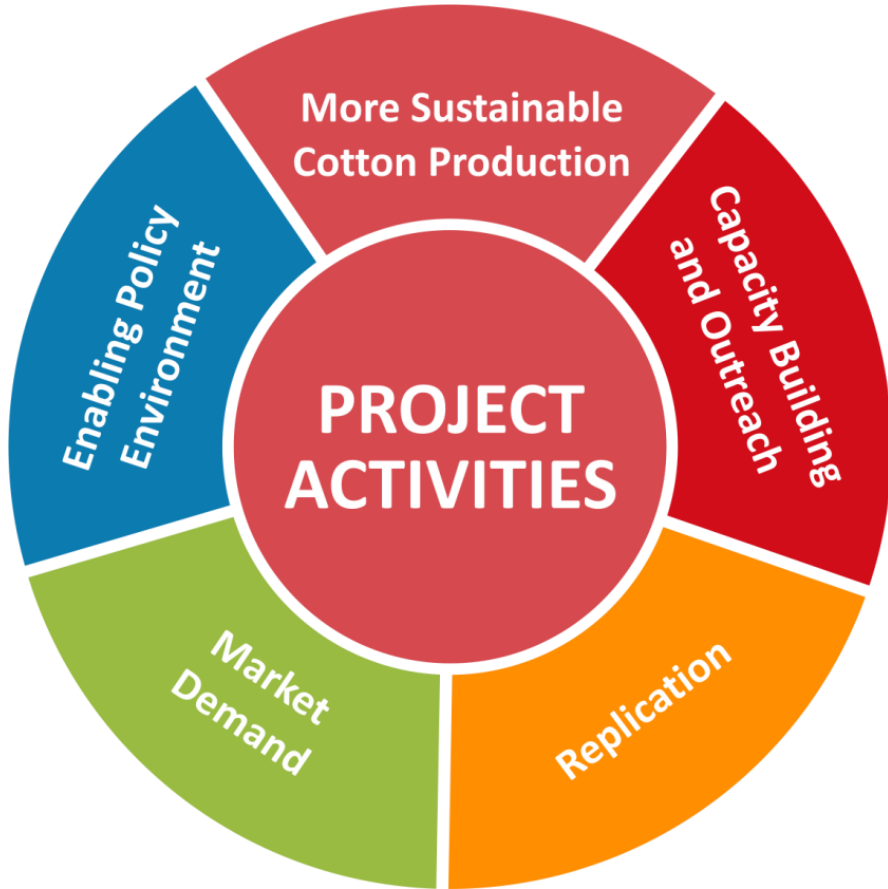 More Sustainable
Cotton Production
Capacity Building
and Outreach
Replication
Market
Demand
Enabling Policy
Environment
PROJECT
ACTIVITIES